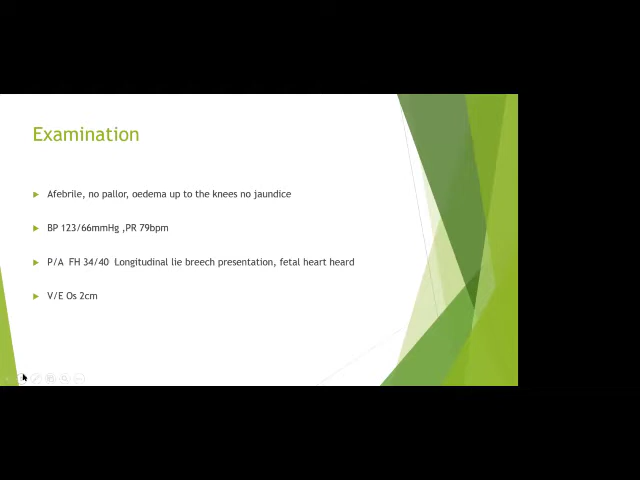 Examination
Afebrile, no pallor, oedema up to the knees no jaundice
BP 123/66mmHg ,PR 79bpm
P/A FH 34/40 Longitudinal lie breech presentation, fetal heart heard
V/E Os 2cm